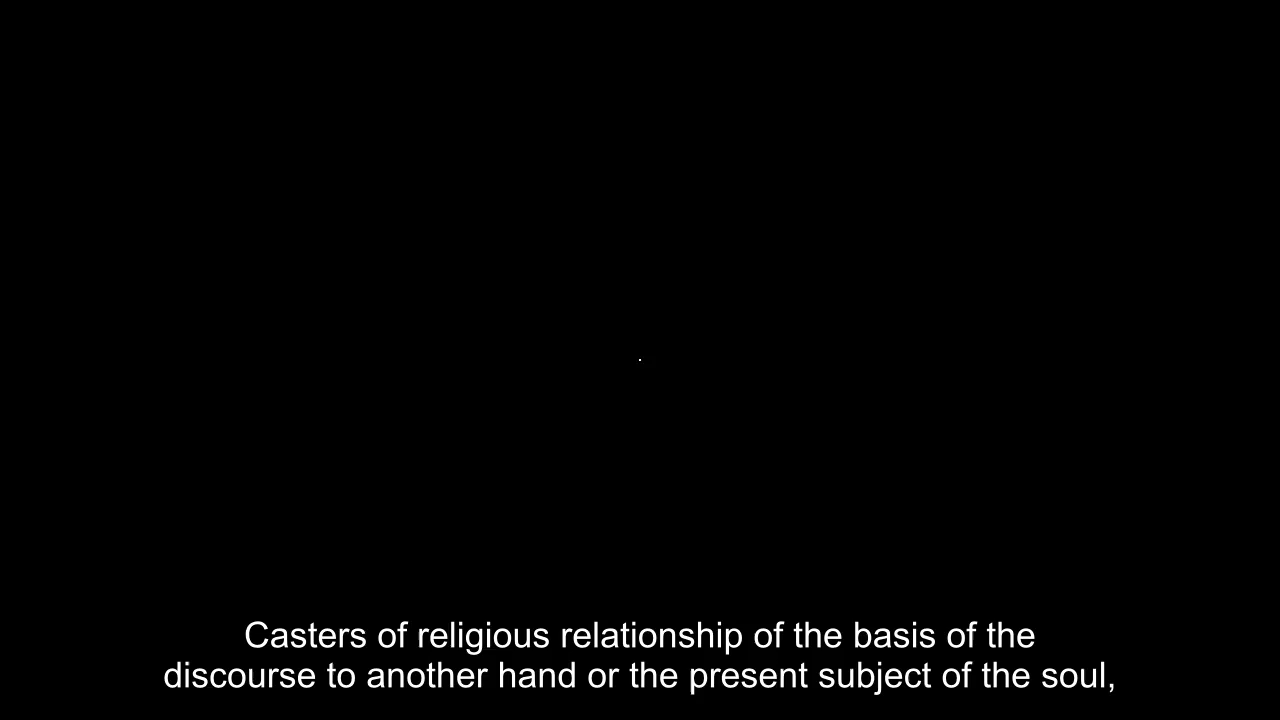 Casters of religious relationship of the basis of the
discourse to another hand or the present subject of the soul,